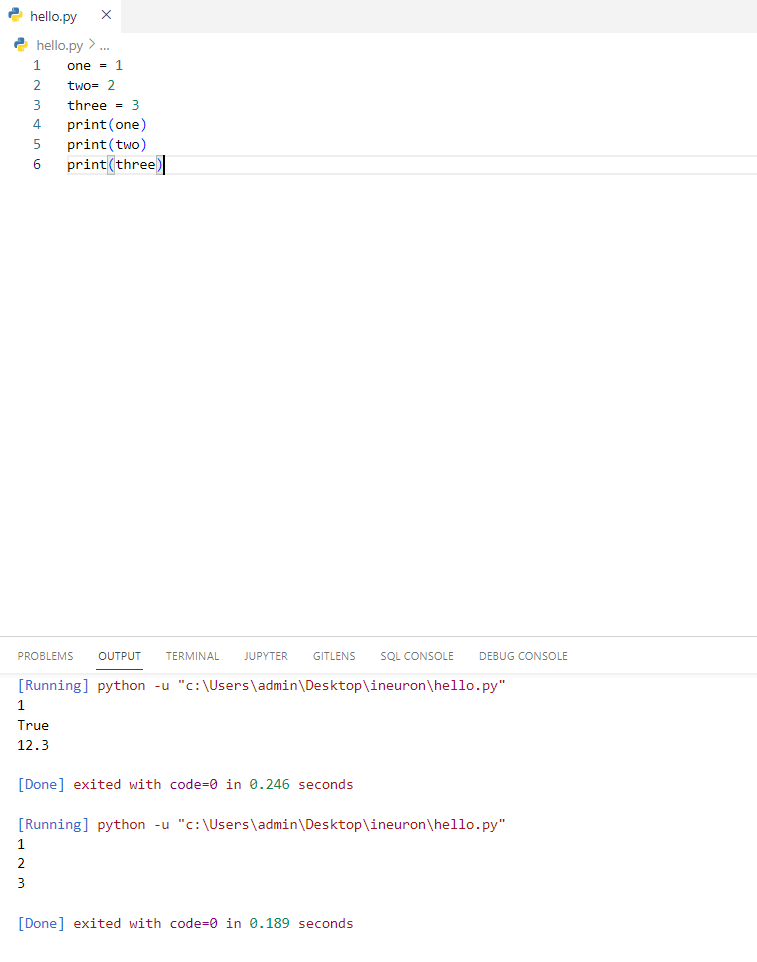 hello.py
hello.py > ...
1 one = 1
2 two= 2
3 three = 3
4 print(one)
5 print(two)
6 print(three)
PROBLEMS OUTPUT TERMINAL JUPYTER GITLENS SQL CONSOLE DEBUG CONSOLE
[Running] python -u "c:\Users\admin\Desktop\ineuron\hello.py"
1
True
12.3
[Done] exited with code=0 in 0.246 seconds
[Running] python -u "c:\Users\admin\Desktop\ineuron\hello.py"
1
2
3
[Done] exited with code=0 in 0.189 seconds